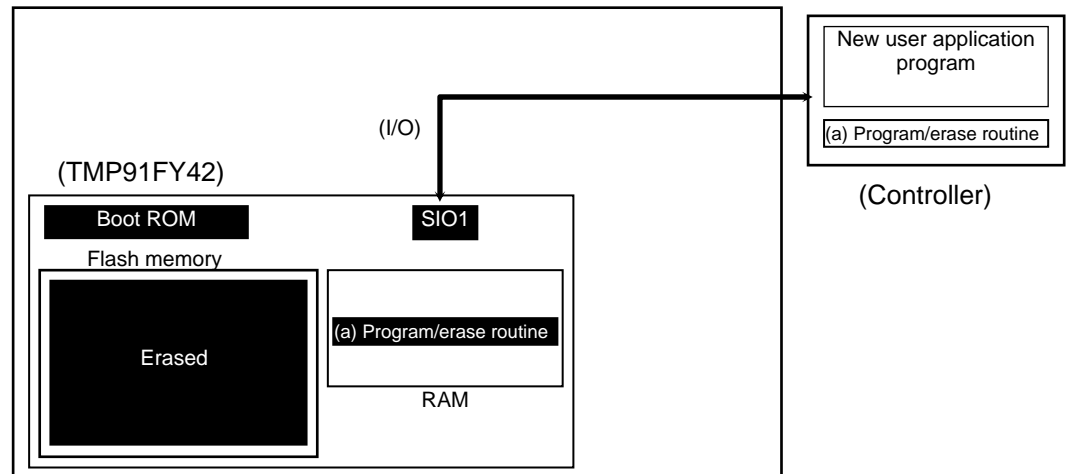 New user application
program
(I/O)
(a) Program/erase routine
(TMP91FY42)
(Controller)
Boot ROM
SIO1
Flash memory
(a) Program/erase routine
Erased
RAM